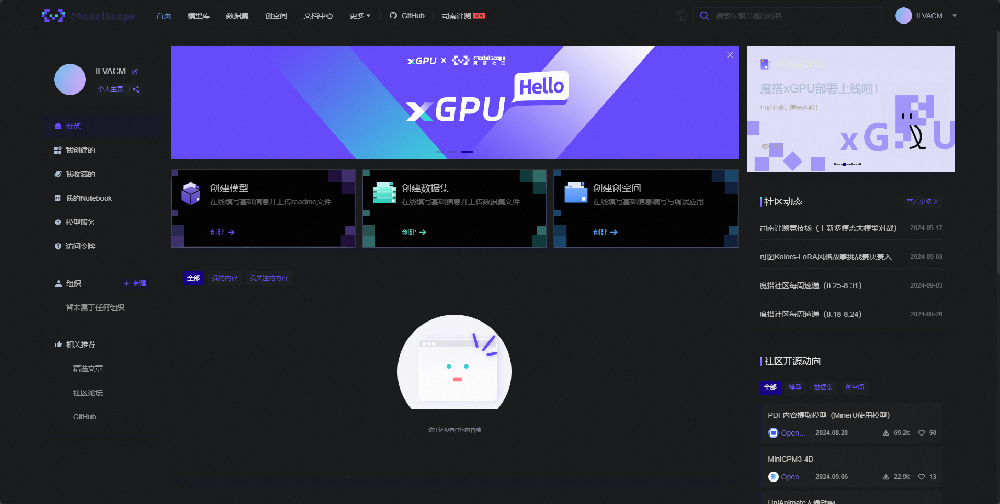 ModelScope
首页
模型库
数据集
创空间
文档中心
更多
GitHub
司南评测 NEW
搜索你感兴趣的内容
ILVACM
ILVACM
个人主页
概览
我创建的
我收藏的
我的Notebook
模型服务
访问令牌
组织
新建
暂未属于任何组织
相关推荐
精选文章
社区论坛
GitHub
xGPU x ModelScope
魔搭社区
Hello
xGPU
创建模型
在线填写基础信息并上传readme文件
创建
创建数据集
在线填写基础信息并上传数据集文件
创建
创建创空间
在线填写基础信息编写与调试应用
创建
全部
我的内容
我关注的内容
这里还没有任何内容哦
魔搭xGPU部署上线啦！
包的包的, 速来体验！
xGPU
社区动态
查看更多
司南评测竞技场（上新多模态大模型对战） 2024-05-17
可图Kolors-LoRA风格故事挑战赛决赛入... 2024-09-03
魔搭社区每周速递（8.25-8.31） 2024-09-03
魔搭社区每周速递（8.18-8.24） 2024-08-26
社区开源动向
全部
模型
数据集
创空间
PDF内容提取模型（MinerU使用模型）
Open... 2024.08.28 69.2k 50
MiniCPM3-4B
Open... 2024.09.06 22.9k 13
UniAnimate人像动画